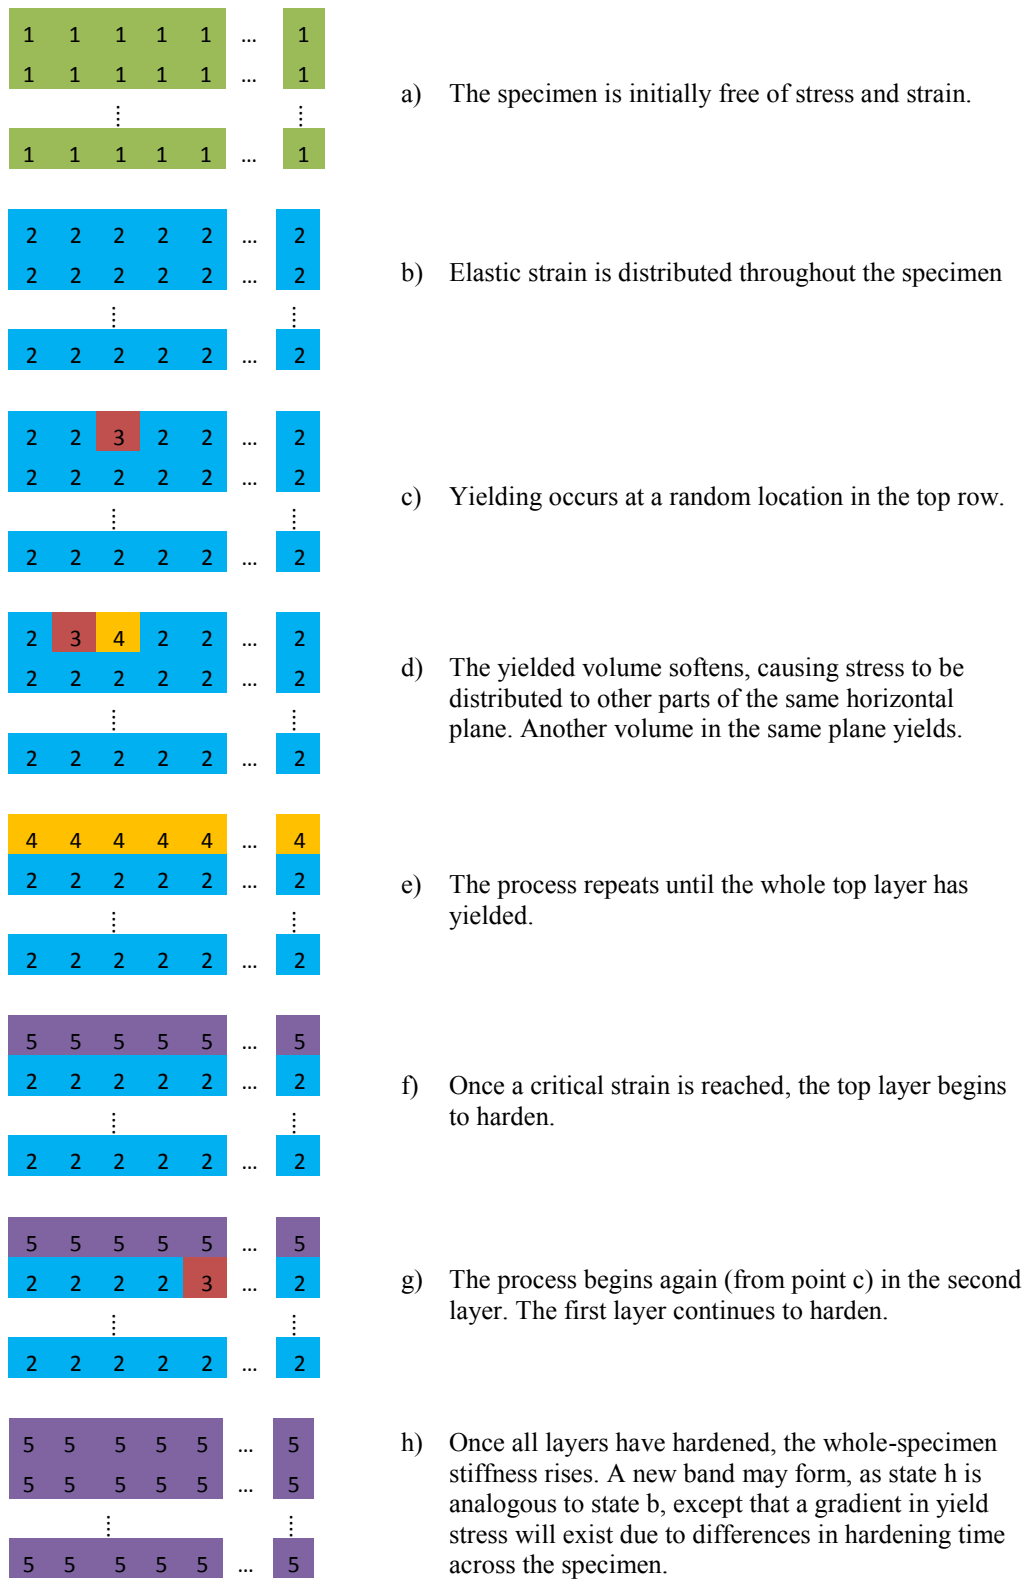 1 1 1 1 1 ... 1
1 1 1 1 1 ... 1
1 1 1 1 1 ... 1
a) The specimen is initially free of stress and strain.
2 2 2 2 2 ... 2
2 2 2 2 2 ... 2
2 2 2 2 2 ... 2
b) Elastic strain is distributed throughout the specimen
2 2 3 2 2 ... 2
2 2 2 2 2 ... 2
2 2 2 2 2 ... 2
c) Yielding occurs at a random location in the top row.
2 3 4 2 2 ... 2
2 2 2 2 2 ... 2
2 2 2 2 2 ... 2
d) The yielded volume softens, causing stress to be
distributed to other parts of the same horizontal
plane. Another volume in the same plane yields.
4 4 4 4 4 ... 4
2 2 2 2 2 ... 2
2 2 2 2 2 ... 2
e) The process repeats until the whole top layer has
yielded.
5 5 5 5 5 ... 5
2 2 2 2 2 ... 2
2 2 2 2 2 ... 2
f) Once a critical strain is reached, the top layer begins
to harden.
5 5 5 5 5 ... 5
2 2 2 2 3 ... 2
2 2 2 2 2 ... 2
g) The process begins again (from point c) in the second
layer. The first layer continues to harden.
5 5 5 5 5 ... 5
5 5 5 5 5 ... 5
5 5 5 5 5 ... 5
h) Once all layers have hardened, the whole-specimen
stiffness rises. A new band may form, as state h is
analogous to state b, except that a gradient in yield
stress will exist due to differences in hardening time
across the specimen.